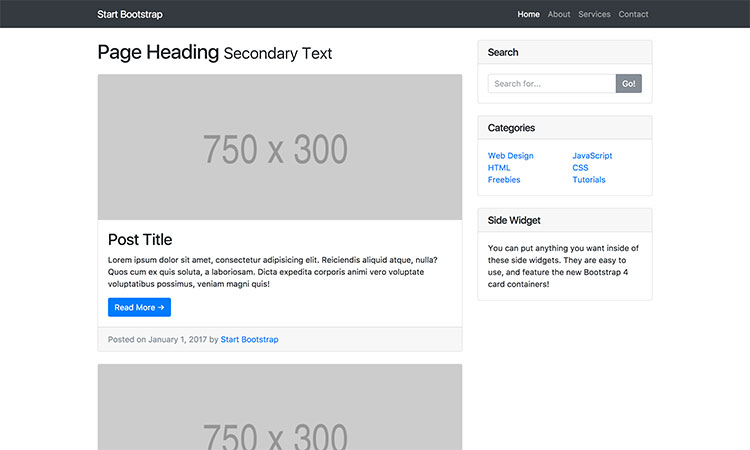 Start Bootstrap
Home About Services Contact
Page Heading Secondary Text
750 x 300
Post Title
Lorem ipsum dolor sit amet, consectetur adipisicing elit. Reiciendis aliquid atque, nulla?
Quos cum ex quis soluta, a laboriosam. Dicta expedita corporis animi vero voluptate
voluptatibus possimus, veniam magni quis!
Read More →
Posted on January 1, 2017 by Start Bootstrap
750 x 300
Search
Search for... Go!
Categories
Web Design JavaScript
HTML CSS
Freebies Tutorials
Side Widget
You can put anything you want inside of
these side widgets. They are easy to
use, and feature the new Bootstrap 4
card containers!